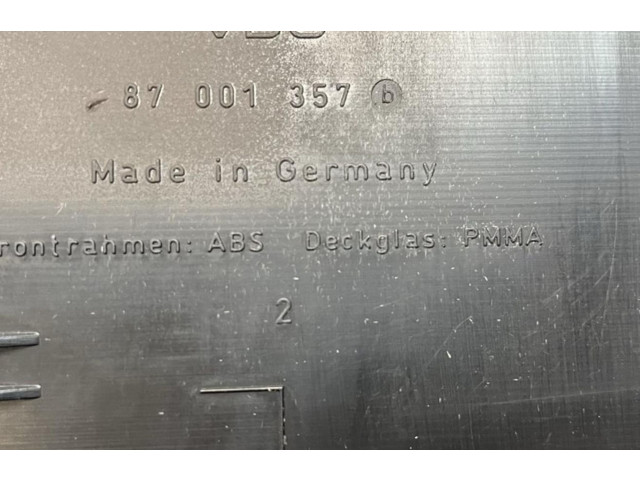 87 001 357 b
Made in Germany
rontrahmen: ABS Deckglas: PMMA
2